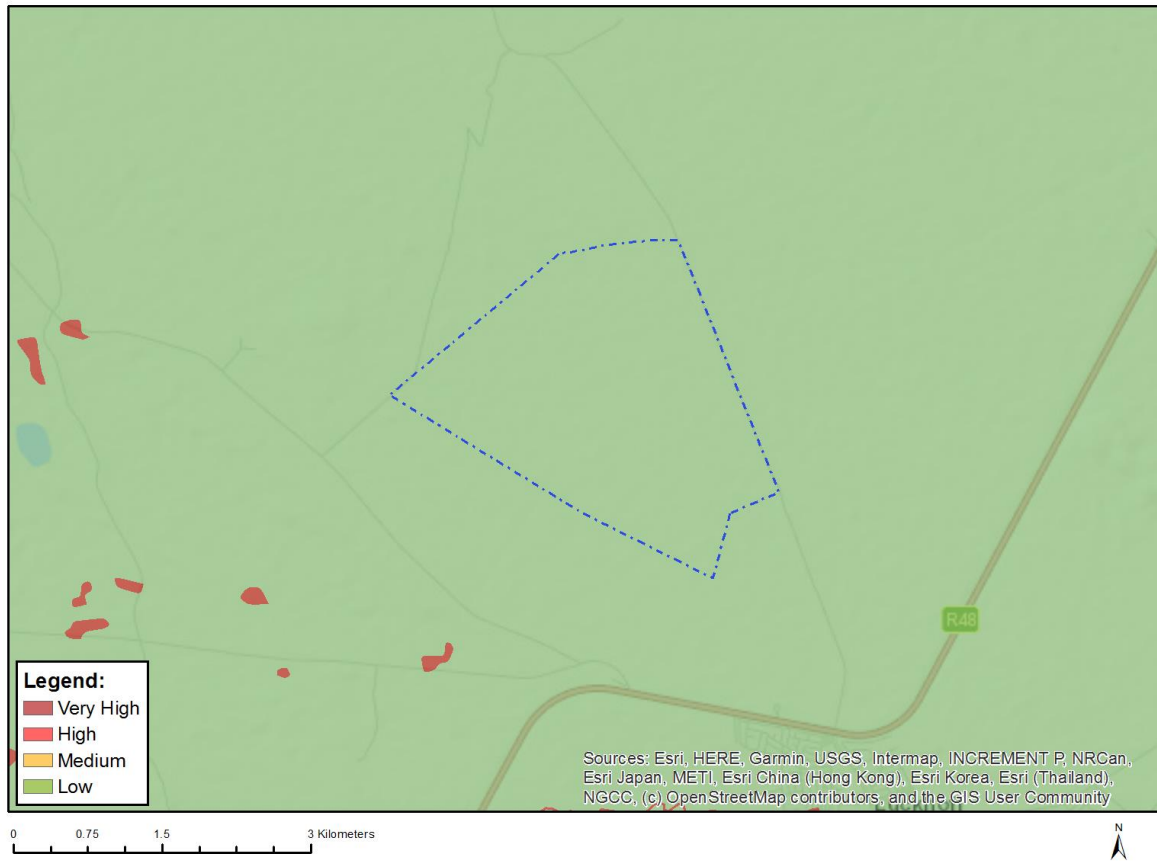 R48
Legend:
Very High
High
Medium
Low
Sources: Esri, HERE, Garmin, USGS, Intermap, INCREMENT P, NRCan,
Esri Japan, METI, Esri China (Hong Kong), Esri Korea, Esri (Thailand),
NGCC, (c) OpenStreetMap contributors, and the GIS User Community
0 0.75 1.5 3 Kilometers
N